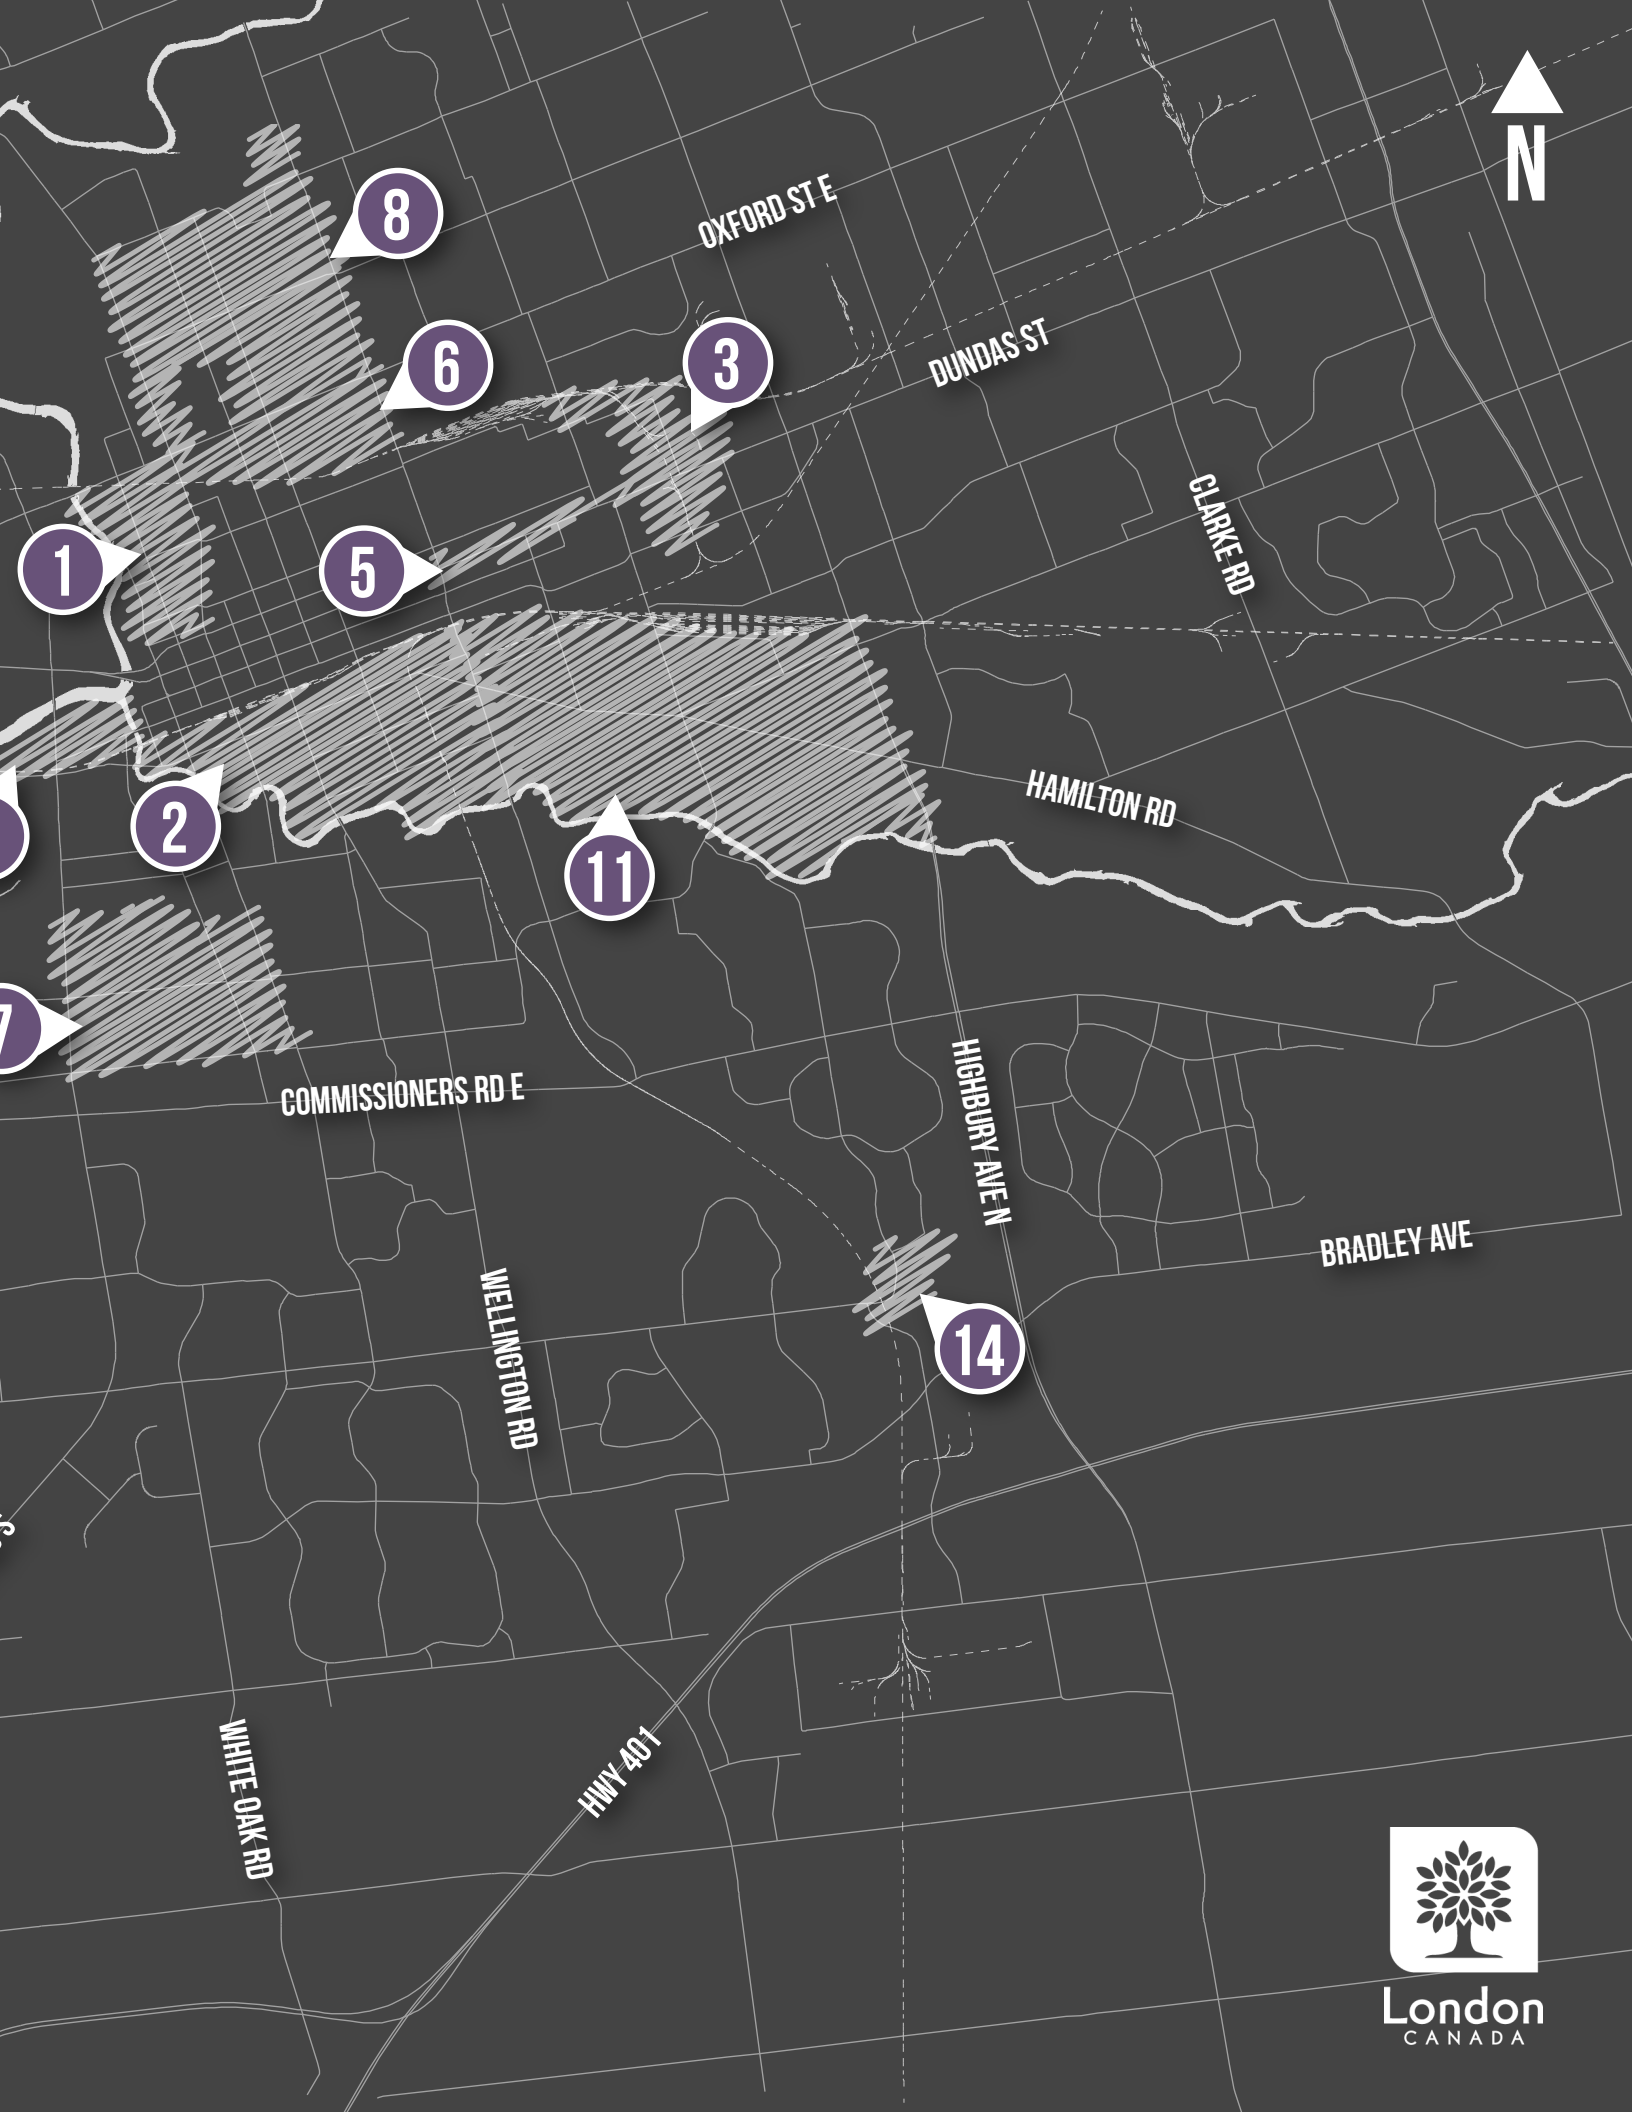 N
8
OXFORD ST E
6
3
DUNDAS ST
1
5
CLARKE RD
2
HAMILTON RD
11
7
COMMISSIONERS RD E
HIGHBURY AVE N
BRADLEY AVE
WELLINGTON RD
14
WHITE OAK RD
HWY 401
London
CANADA